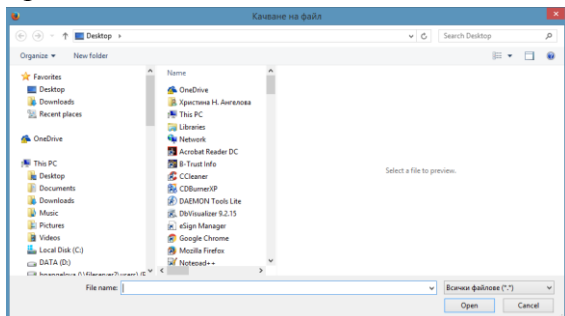 Качване на файл
Desktop
Search Desktop
Organize
New folder
Favorites
Desktop
Downloads
Recent places
OneDrive
This PC
Desktop
Documents
Downloads
Music
Pictures
Videos
Local Disk (C:)
DATA (D:)
Name
OneDrive
Христина Н. Ангелова
This PC
Libraries
Network
Acrobat Reader DC
B-Trust Info
CCleaner
CDBurnerXP
DAEMON Tools Lite
DbVisualizer 9.2.15
eSign Manager
Google Chrome
Mozilla Firefox
Notepad++
Select a file to preview.
File name:
Всички файлове (*.*)
Open
Cancel